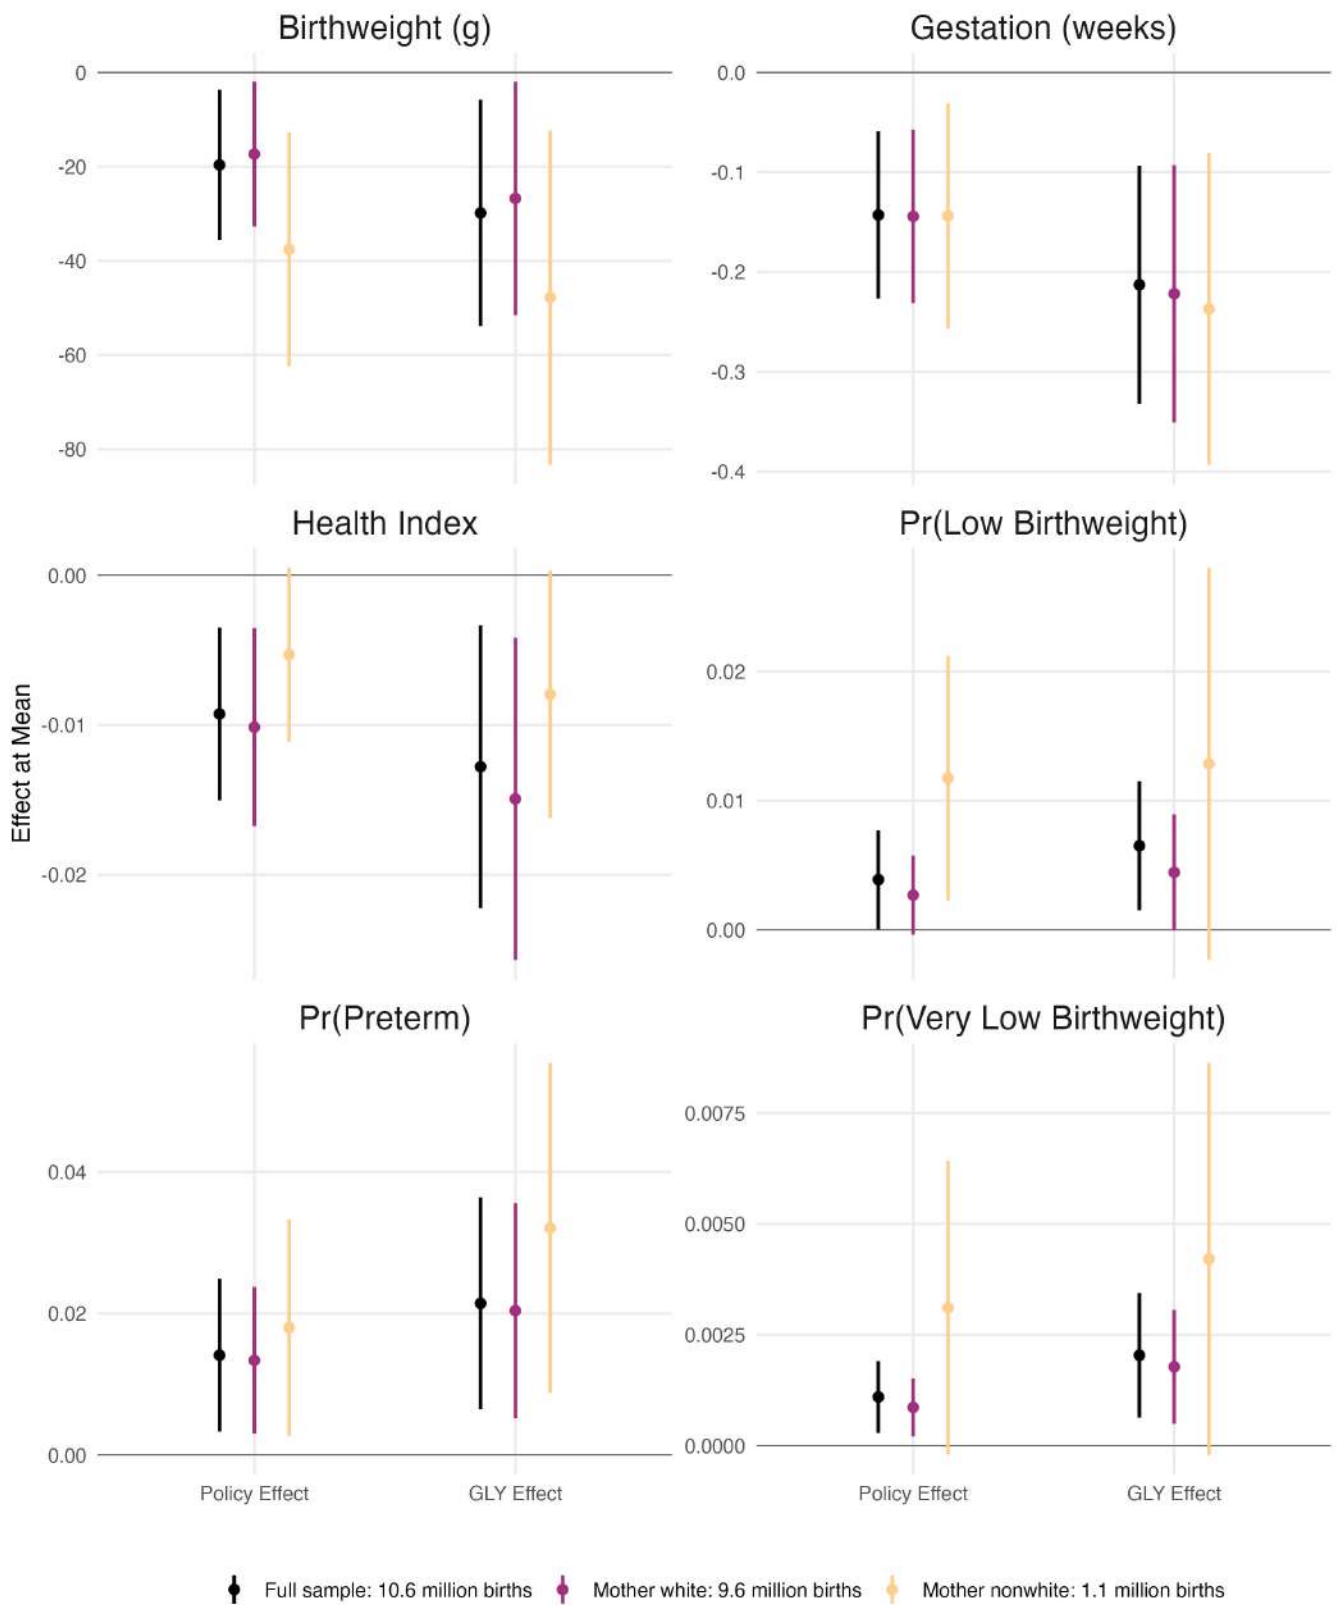 Birthweight (g)
Gestation (weeks)
0
-20
-40
-60
-80
0.0
-0.1
-0.2
-0.3
-0.4
Health Index
Pr(Low Birthweight)
Effect at Mean
0.00
-0.01
-0.02
0.02
0.01
0.00
Pr(Preterm)
Pr(Very Low Birthweight)
0.04
0.02
0.00
0.0075
0.0050
0.0025
0.0000
Policy Effect
GLY Effect
Policy Effect
GLY Effect
Full sample: 10.6 million births
Mother white: 9.6 million births
Mother nonwhite: 1.1 million births